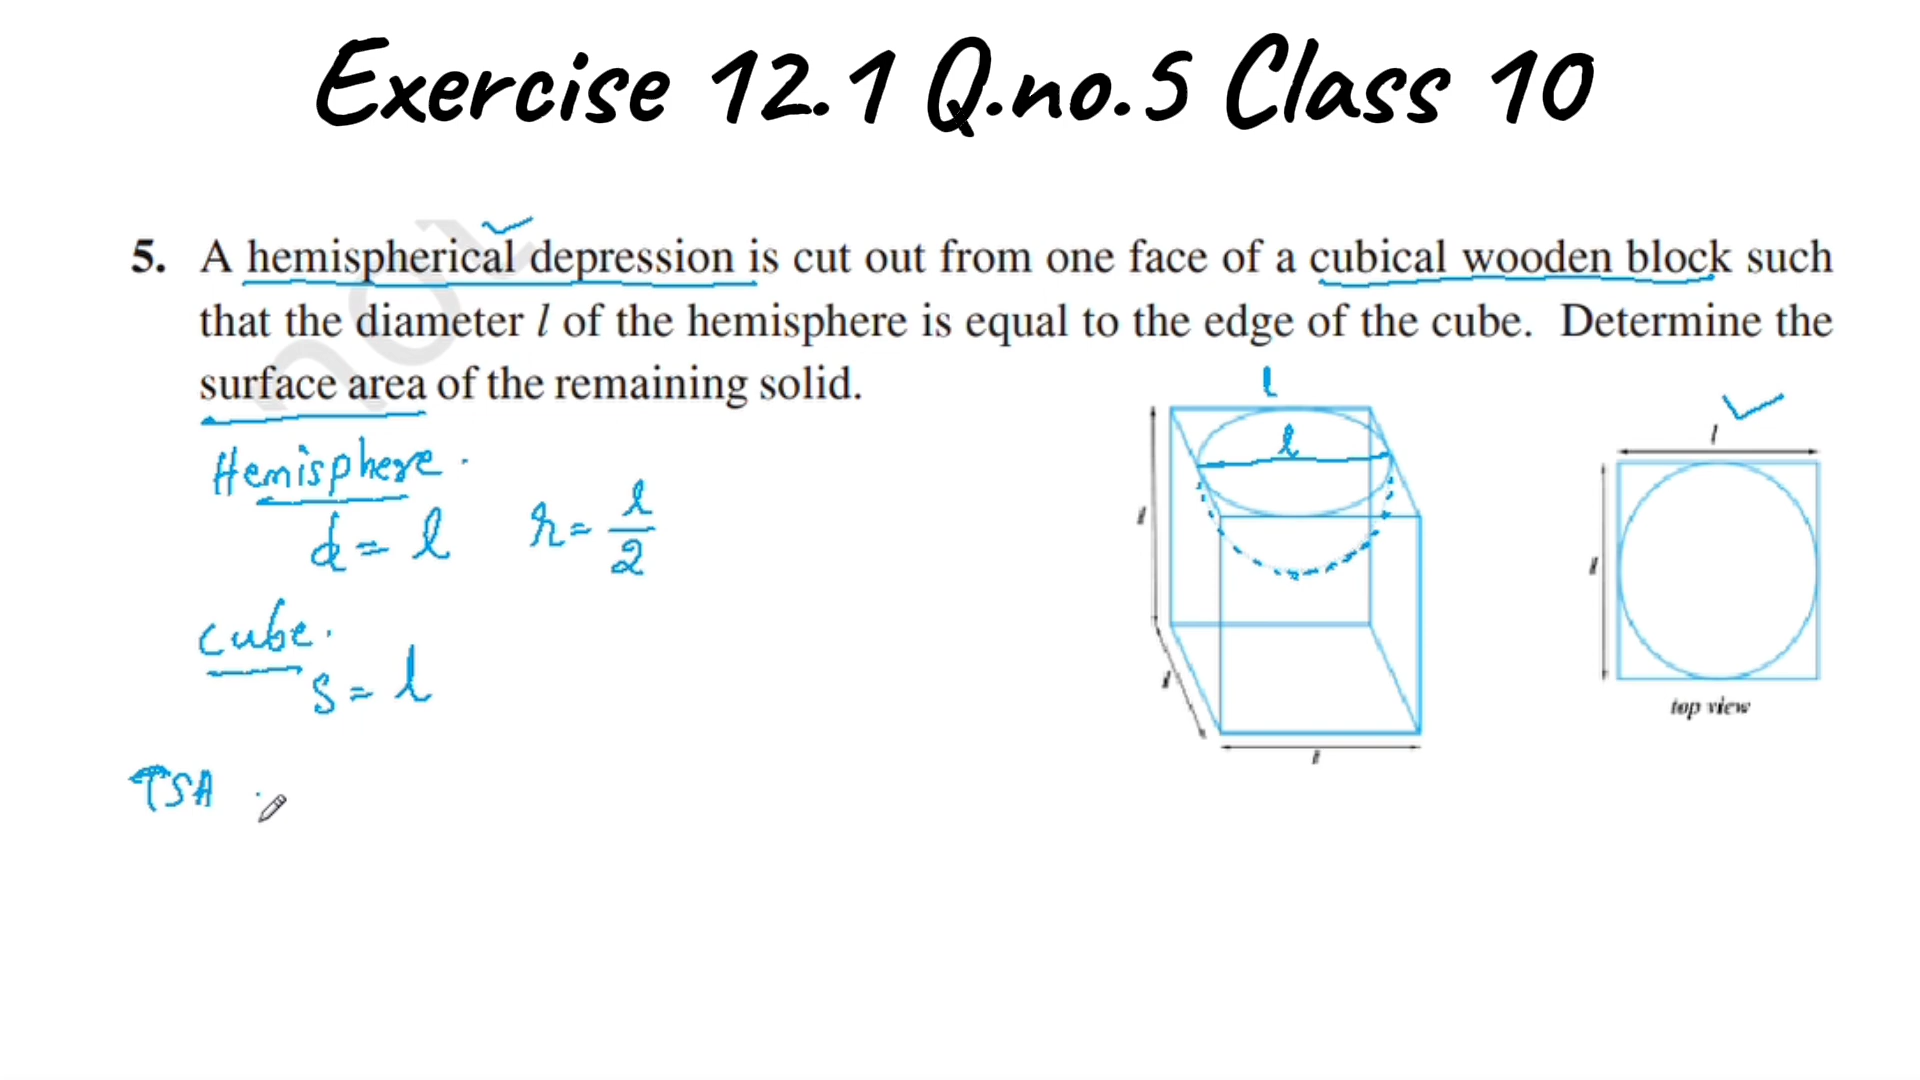 Exercise 12.1 Q.no.5 Class 10
5. A hemispherical depression is cut out from one face of a cubical wooden block such
that the diameter l of the hemisphere is equal to the edge of the cube. Determine the
surface area of the remaining solid.
Hemisphere.
d = l r = l/2
cube.
s = l
TSA
l
l
l
l
l
l
l
top view